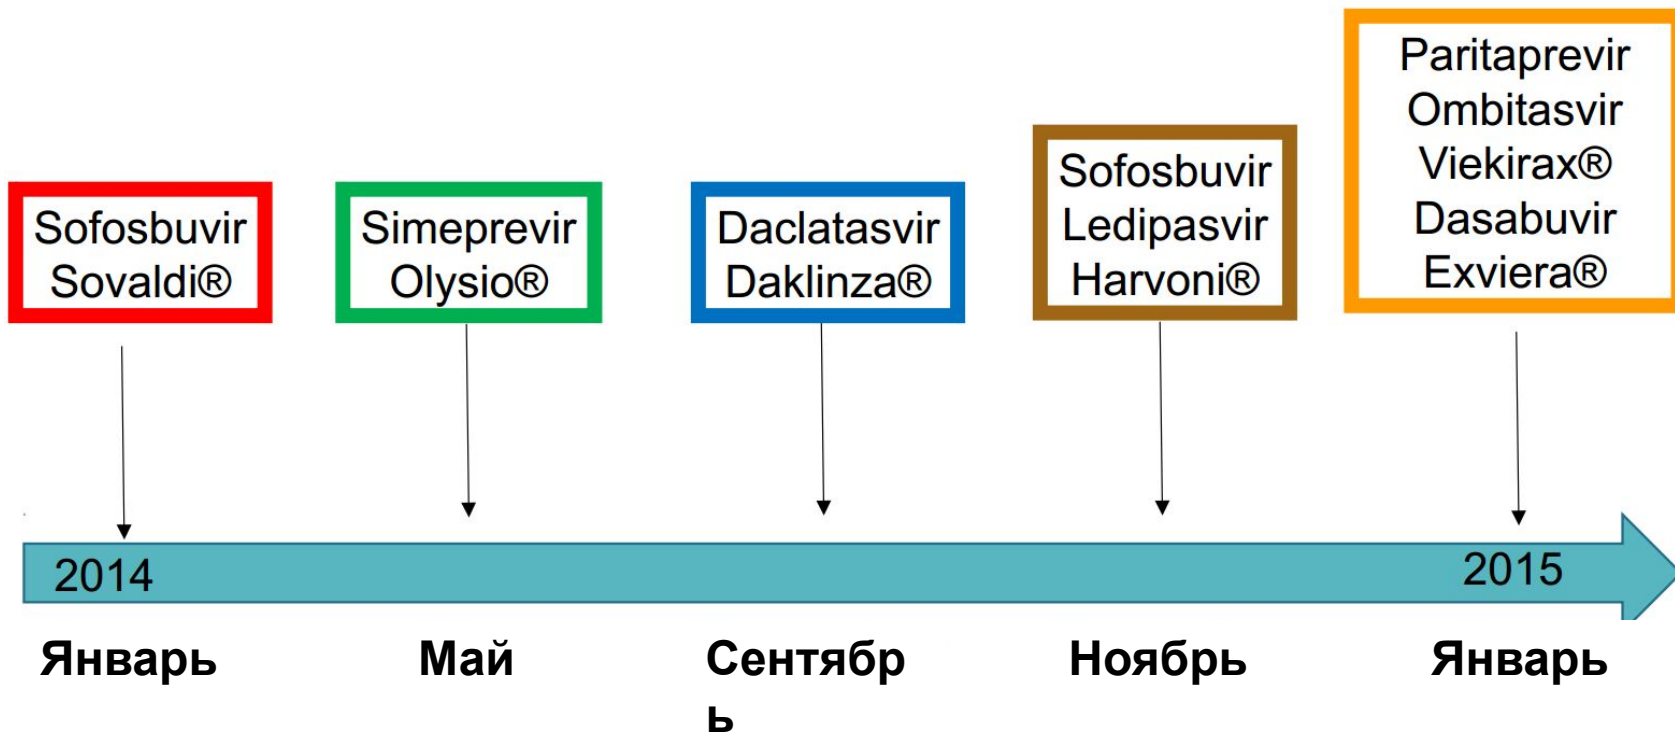 Sofosbuvir
Sovaldi®
Simeprevir
Olysio®
Daclatasvir
Daklinza®
Sofosbuvir
Ledipasvir
Harvoni®
Paritaprevir
Ombitasvir
Viekirax®
Dasabuvir
Exviera®
2014
2015
Январь
Май
Сентябр
ь
Ноябрь
Январь